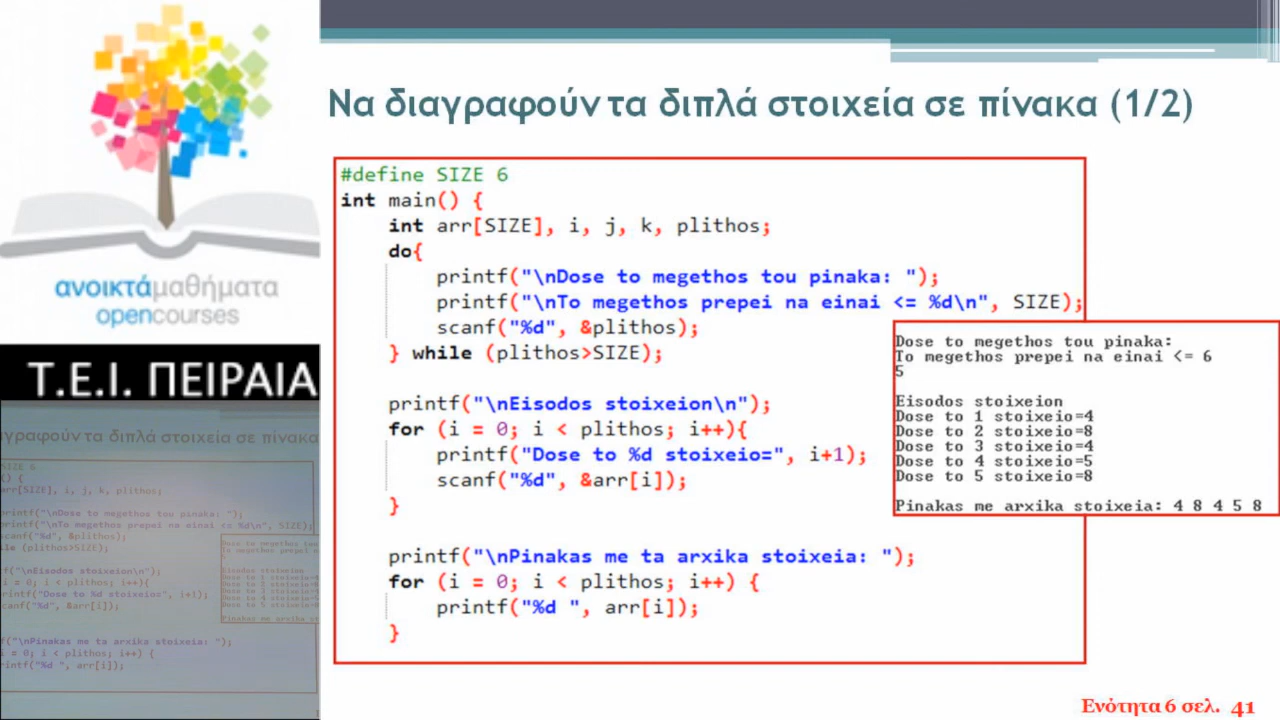 ανοικτάμαθήματα
opencourses
Τ.Ε.Ι. ΠΕΙΡΑΙΑ
Να διαγραφούν τα διπλά στοιχεία σε πίνακα (1/2)
#define SIZE 6
int main() {
int arr[SIZE], i, j, k, plithos;
do{
printf("\nDose to megethos tou pinaka: ");
printf("\nTo megethos prepei na einai <= %d\n", SIZE);
scanf("%d", &plithos);
} while (plithos>SIZE);
printf("\nEisodos stoixeion\n");
for (i = 0; i < plithos; i++){
printf("Dose to %d stoixeio=", i+1);
scanf("%d", &arr[i]);
}
printf("\nPinakas me ta arxika stoixeia: ");
for (i = 0; i < plithos; i++) {
printf("%d ", arr[i]);
}
Dose to megethos tou pinaka:
To megethos prepei na einai <= 6
5
Eisodos stoixeion
Dose to 1 stoixeio=4
Dose to 2 stoixeio=8
Dose to 3 stoixeio=4
Dose to 4 stoixeio=5
Dose to 5 stoixeio=8
Pinakas me arxika stoixeia: 4 8 4 5 8
Ενότητα 6 σελ. 41